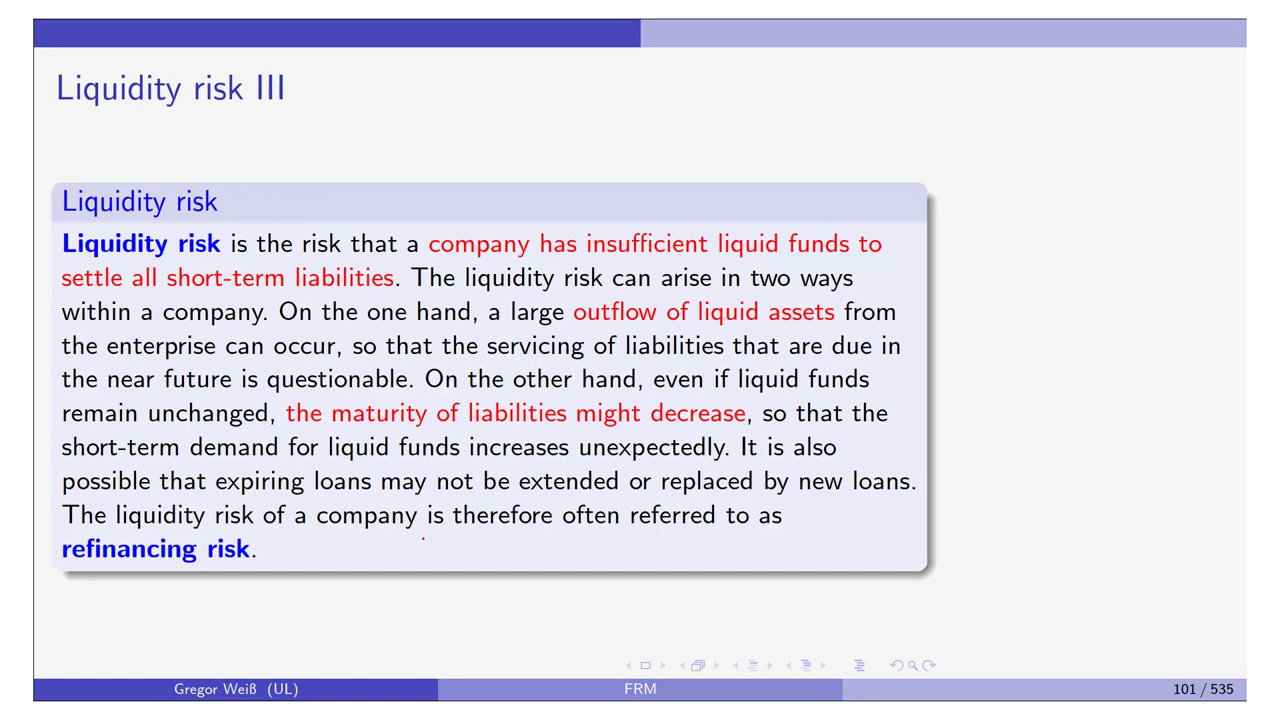 Liquidity risk III
Liquidity risk
Liquidity risk is the risk that a company has insufficient liquid funds to
settle all short-term liabilities. The liquidity risk can arise in two ways
within a company. On the one hand, a large outflow of liquid assets from
the enterprise can occur, so that the servicing of liabilities that are due in
the near future is questionable. On the other hand, even if liquid funds
remain unchanged, the maturity of liabilities might decrease, so that the
short-term demand for liquid funds increases unexpectedly. It is also
possible that expiring loans may not be extended or replaced by new loans.
The liquidity risk of a company is therefore often referred to as
refinancing risk.
Gregor Weiß (UL) FRM 101 / 535